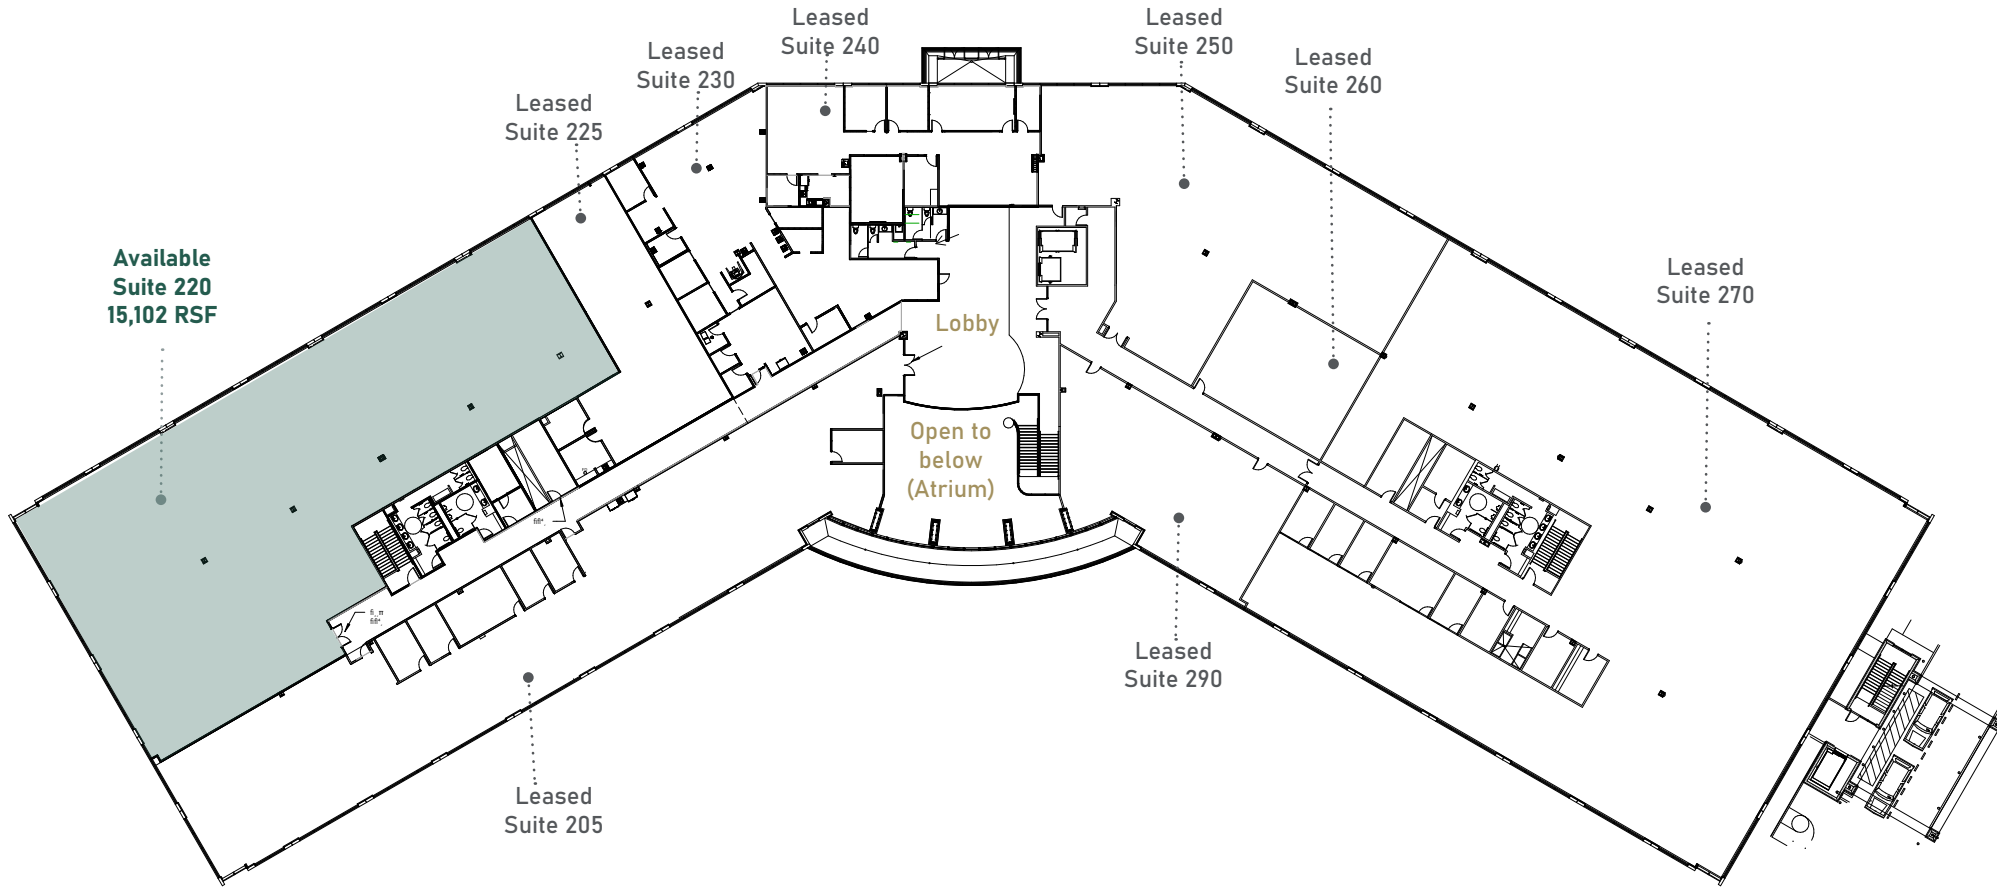 Leased
Suite 240
Leased
Suite 250
Leased
Suite 230
Leased
Suite 260
Leased
Suite 225
Available
Suite 220
15,102 RSF
Leased
Suite 270
Lobby
Open to
below
(Atrium)
Leased
Suite 290
Leased
Suite 205